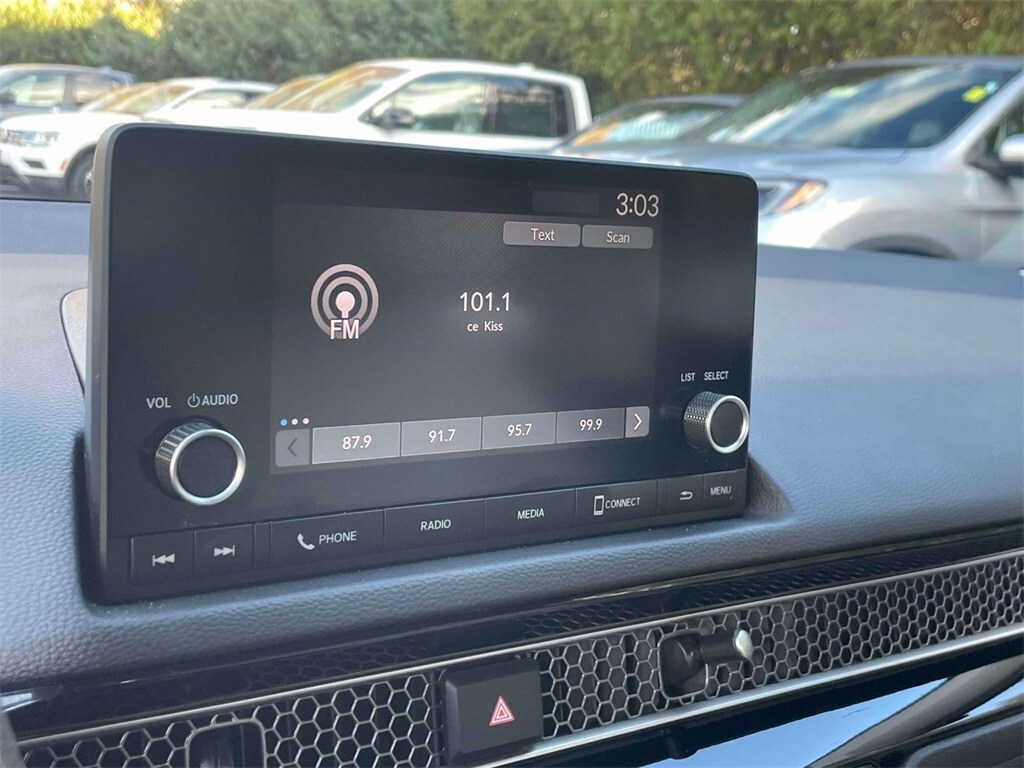 3:03
Text Scan
FM
101.1
ce Kiss
LIST SELECT
VOL AUDIO
87.9 91.7 95.7 99.9
PHONE RADIO MEDIA CONNECT MENU